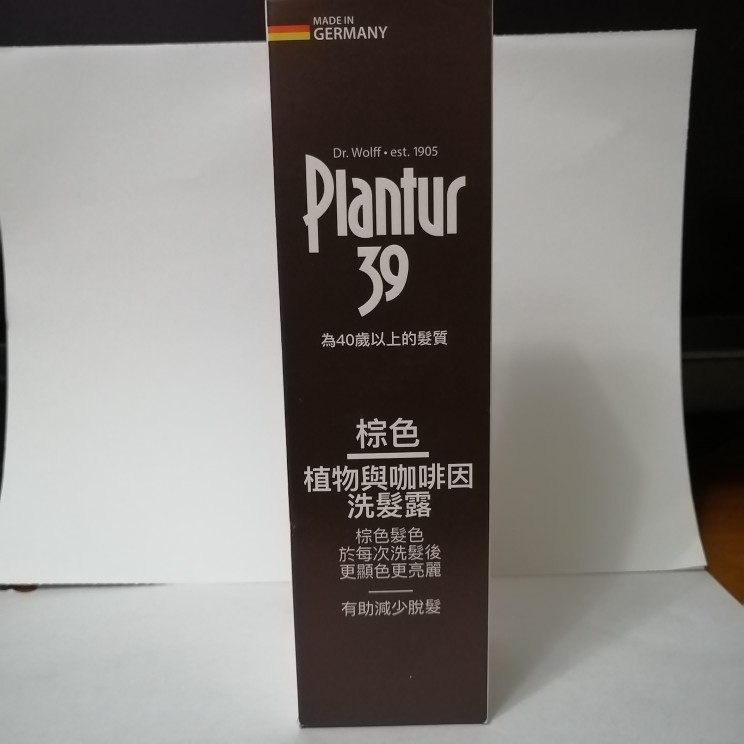 MADE IN
GERMANY
Dr. Wolff • est. 1905
Plantur
39
為40歲以上的髮質
棕色
植物與咖啡因
洗髮露
棕色髮色
於每次洗髮後
更顯色更亮麗
有助減少脫髮